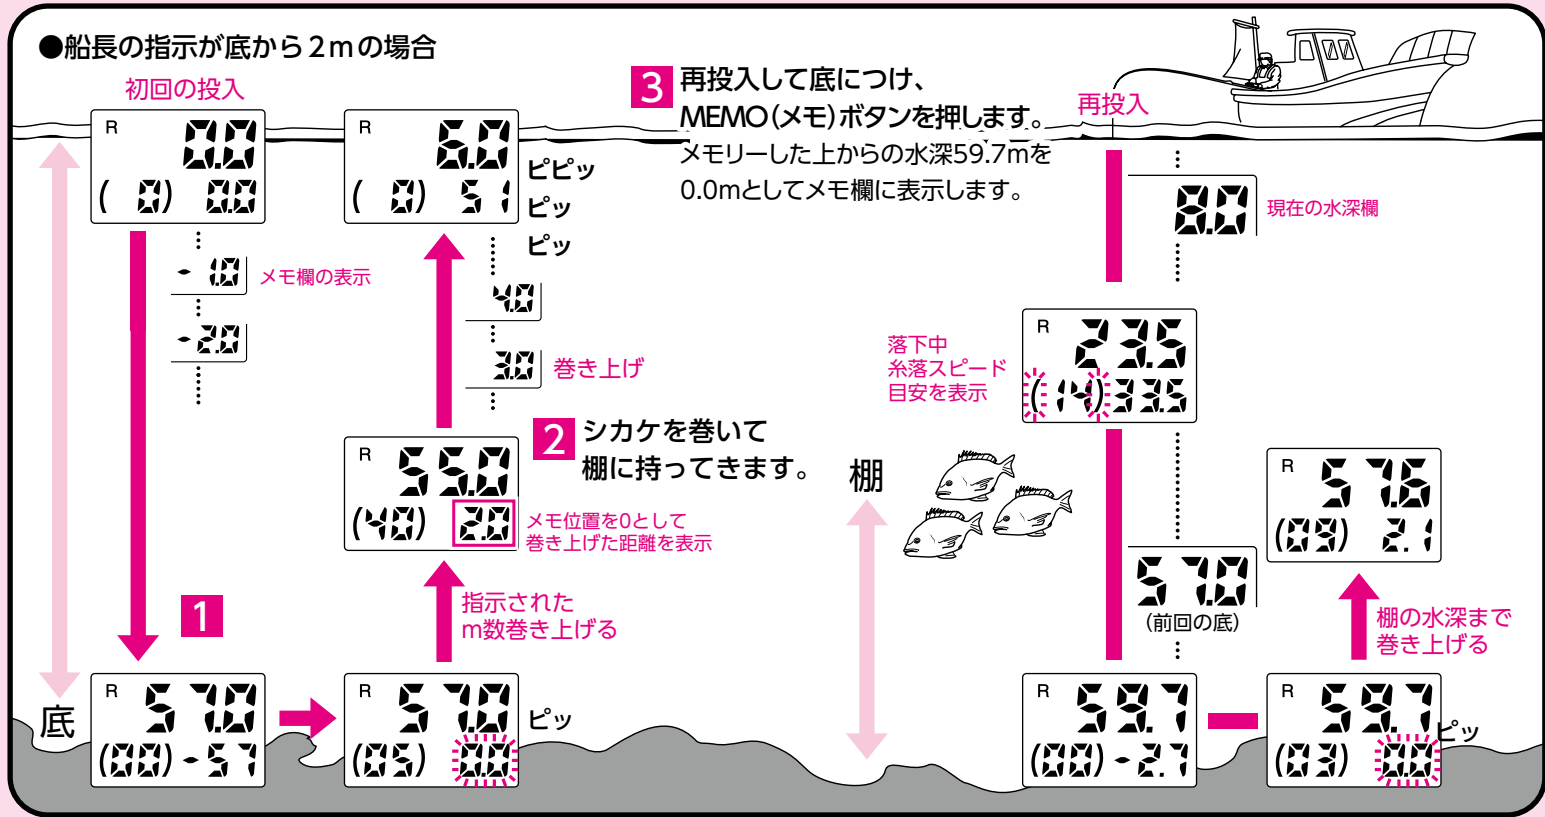 ●船長の指示が底から2mの場合
初回の投入
R
0.0
( 0) 0.0
- 1.0
メモ欄の表示
- 2.0
底
1
R
57.0
(00) - 57
R
57.0
(05) 0.0
ピッ
指示された
m数巻き上げる
R
55.0
(40) 2.0
2
シカケを巻いて
棚に持ってきます。
メモ位置を0として
巻き上げた距離を表示
3.0
巻き上げ
4.0
R
6.0
( 0) 51
ピピッ
ピッ
ピッ
3
再投入して底につけ、
MEMO(メモ)ボタンを押します。
メモリーした上からの水深59.7mを
0.0mとしてメモ欄に表示します。
再投入
8.0
現在の水深欄
落下中
糸落スピード
目安を表示
R
23.5
(14) 33.5
棚
57.0
(前回の底)
R
59.7
(00) - 2.7
R
59.7
(03) 0.0
ピッ
棚の水深まで
巻き上げる
R
57.6
(09) 2.1